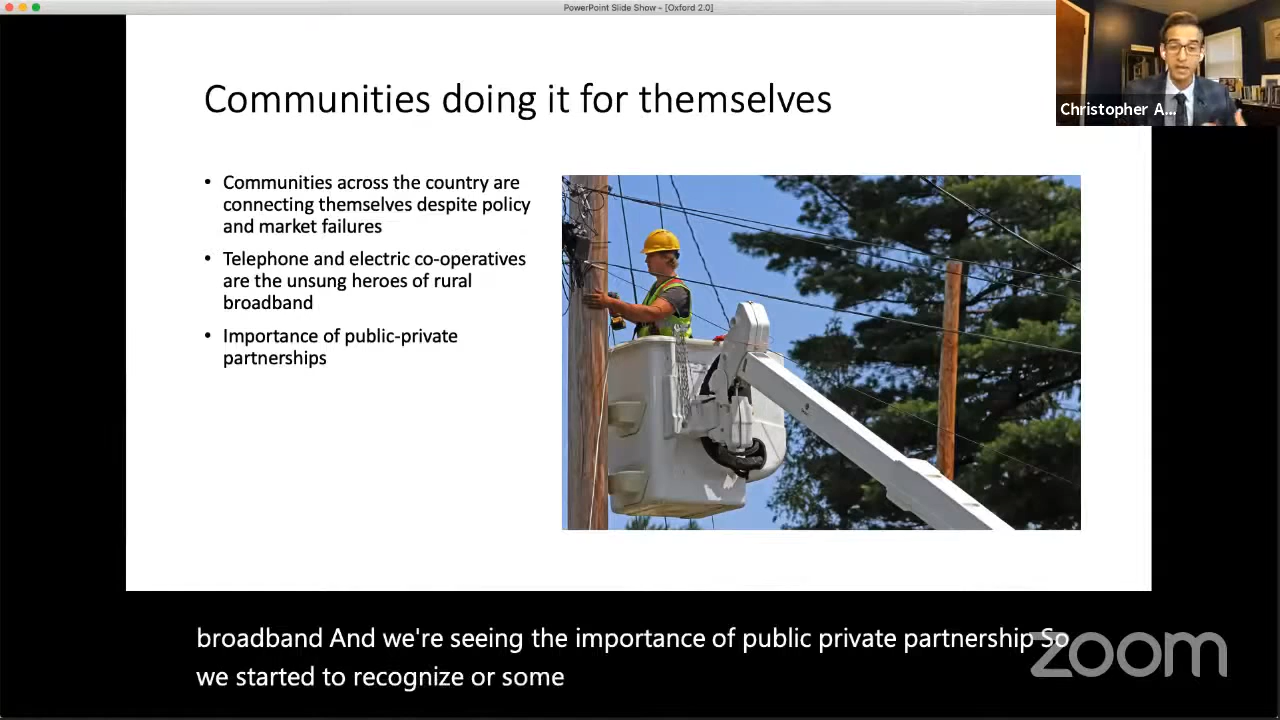 PowerPoint Slide Show - [Oxford 2.0]
Communities doing it for themselves
Christopher A...
• Communities across the country are
connecting themselves despite policy
and market failures
• Telephone and electric co-operatives
are the unsung heroes of rural
broadband
• Importance of public-private
partnerships
broadband And we're seeing the importance of public private partnership So
we started to recognize or some
zoom